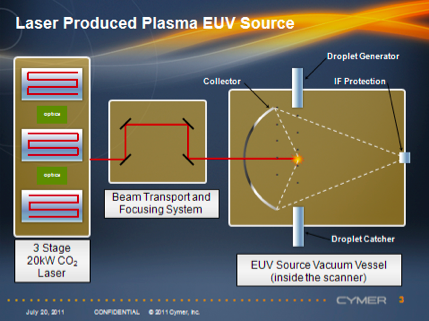 Laser Produced Plasma EUV Source
Droplet Generator
Collector
IF Protection
optics
optics
Beam Transport and
Focusing System
Droplet Catcher
3 Stage
20kW CO₂
Laser
EUV Source Vacuum Vessel
(inside the scanner)
CYMER
3
July 20, 2011
CONFIDENTIAL
© 2011 Cymer, Inc.